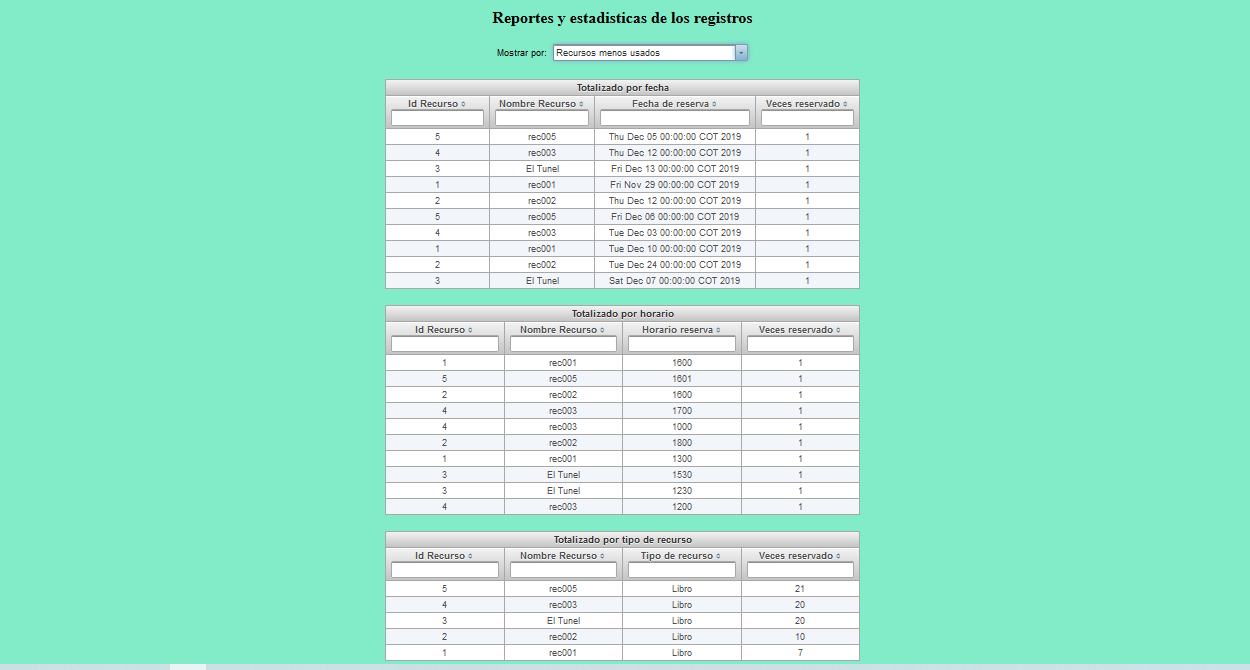 Reportes y estadisticas de los registros
Mostrar por: Recursos menos usados
Totalizado por fecha
Id Recurso Nombre Recurso Fecha de reserva Veces reservado
5 rec005 Thu Dec 05 00:00:00 COT 2019 1
4 rec003 Thu Dec 12 00:00:00 COT 2019 1
3 El Tunel Fri Dec 13 00:00:00 COT 2019 1
1 rec001 Fri Nov 29 00:00:00 COT 2019 1
2 rec002 Thu Dec 12 00:00:00 COT 2019 1
5 rec005 Fri Dec 06 00:00:00 COT 2019 1
4 rec003 Tue Dec 03 00:00:00 COT 2019 1
1 rec001 Tue Dec 10 00:00:00 COT 2019 1
2 rec002 Tue Dec 24 00:00:00 COT 2019 1
3 El Tunel Sat Dec 07 00:00:00 COT 2019 1
Totalizado por horario
Id Recurso Nombre Recurso Horario reserva Veces reservado
1 rec001 1600 1
5 rec005 1601 1
2 rec002 1600 1
4 rec003 1700 1
4 rec003 1000 1
2 rec002 1800 1
1 rec001 1300 1
3 El Tunel 1530 1
3 El Tunel 1230 1
4 rec003 1200 1
Totalizado por tipo de recurso
Id Recurso Nombre Recurso Tipo de recurso Veces reservado
5 rec005 Libro 21
4 rec003 Libro 20
3 El Tunel Libro 20
2 rec002 Libro 10
1 rec001 Libro 7